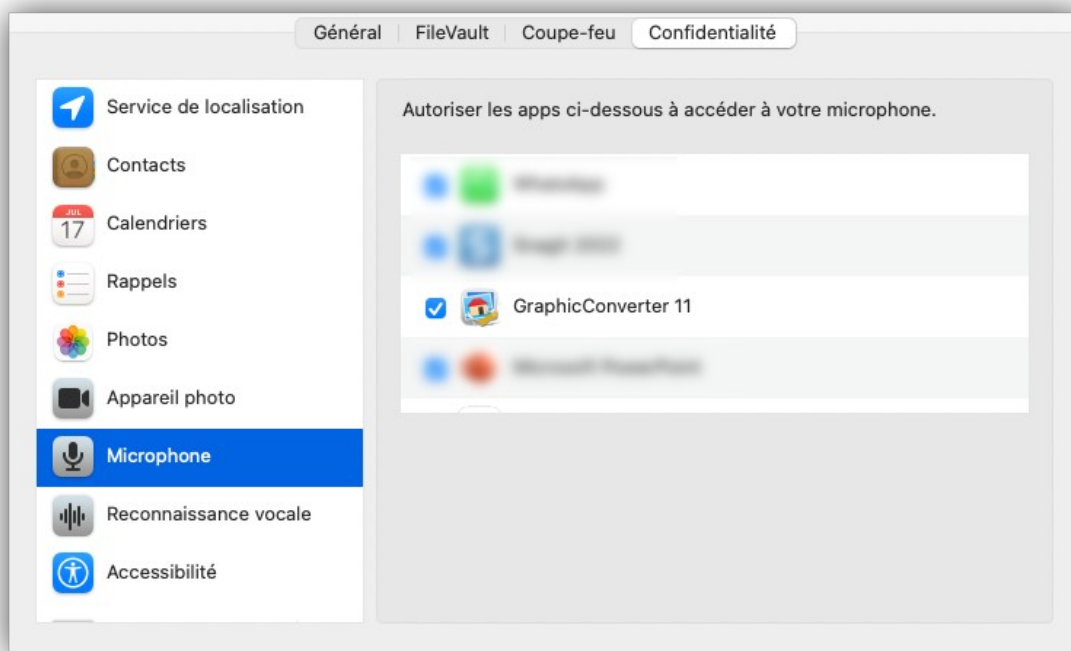 Général FileVault Coupe-feu Confidentialité
Service de localisation
Contacts
JUL
17
Calendriers
Rappels
Photos
Appareil photo
Microphone
Reconnaissance vocale
Accessibilité
Autoriser les apps ci-dessous à accéder à votre microphone.
GraphicConverter 11